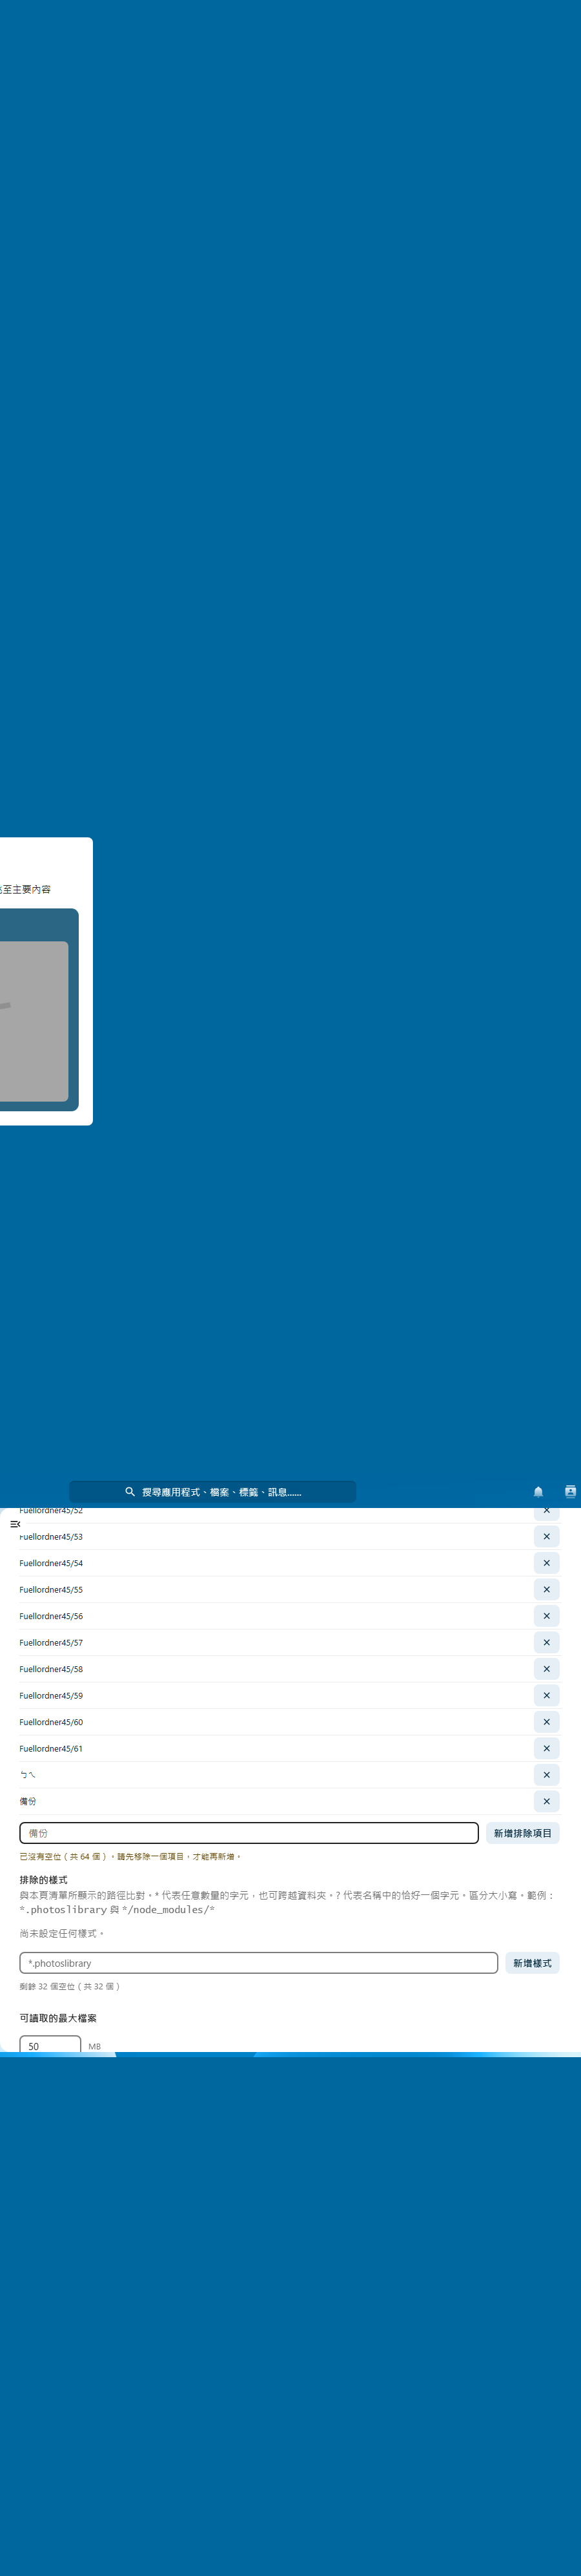 至主要內容
搜尋應用程式、檔案、標籤、訊息……
Fuellordner45/52
Fuellordner45/53
Fuellordner45/54
Fuellordner45/55
Fuellordner45/56
Fuellordner45/57
Fuellordner45/58
Fuellordner45/59
Fuellordner45/60
Fuellordner45/61
ㄅㄟ
備份
備份 新增排除項目
已沒有空位（共 64 個）。請先移除一個項目，才能再新增。
排除的樣式
與本頁清單所顯示的路徑比對。* 代表任意數量的字元，也可跨越資料夾。? 代表名稱中的恰好一個字元。區分大小寫。範例：
*.photoslibrary 與 */node_modules/*
尚未設定任何樣式。
*.photoslibrary 新增樣式
剩餘 32 個空位（共 32 個）
可讀取的最大檔案
50 MB